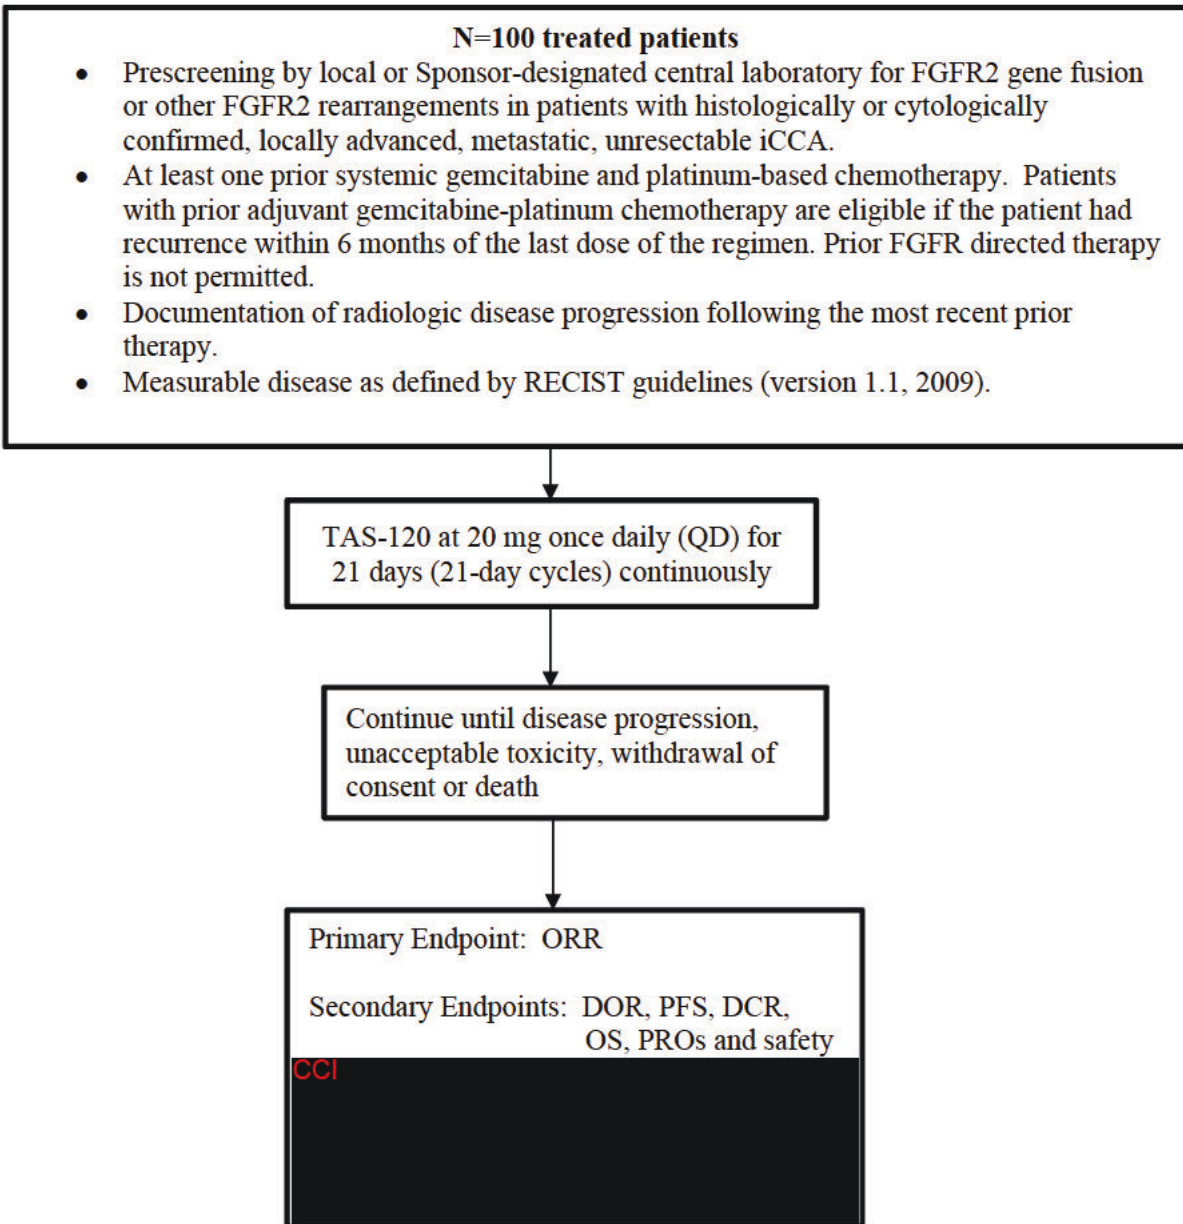 N=100 treated patients
• Prescreening by local or Sponsor-designated central laboratory for FGFR2 gene fusion
or other FGFR2 rearrangements in patients with histologically or cytologically
confirmed, locally advanced, metastatic, unresectable iCCA.
• At least one prior systemic gemcitabine and platinum-based chemotherapy.  Patients
with prior adjuvant gemcitabine-platinum chemotherapy are eligible if the patient had
recurrence within 6 months of the last dose of the regimen. Prior FGFR directed therapy
is not permitted.
• Documentation of radiologic disease progression following the most recent prior
therapy.
• Measurable disease as defined by RECIST guidelines (version 1.1, 2009).
TAS-120 at 20 mg once daily (QD) for
21 days (21-day cycles) continuously
Continue until disease progression,
unacceptable toxicity, withdrawal of
consent or death
Primary Endpoint:  ORR
Secondary Endpoints:  DOR, PFS, DCR,
OS, PROs and safety
CCI